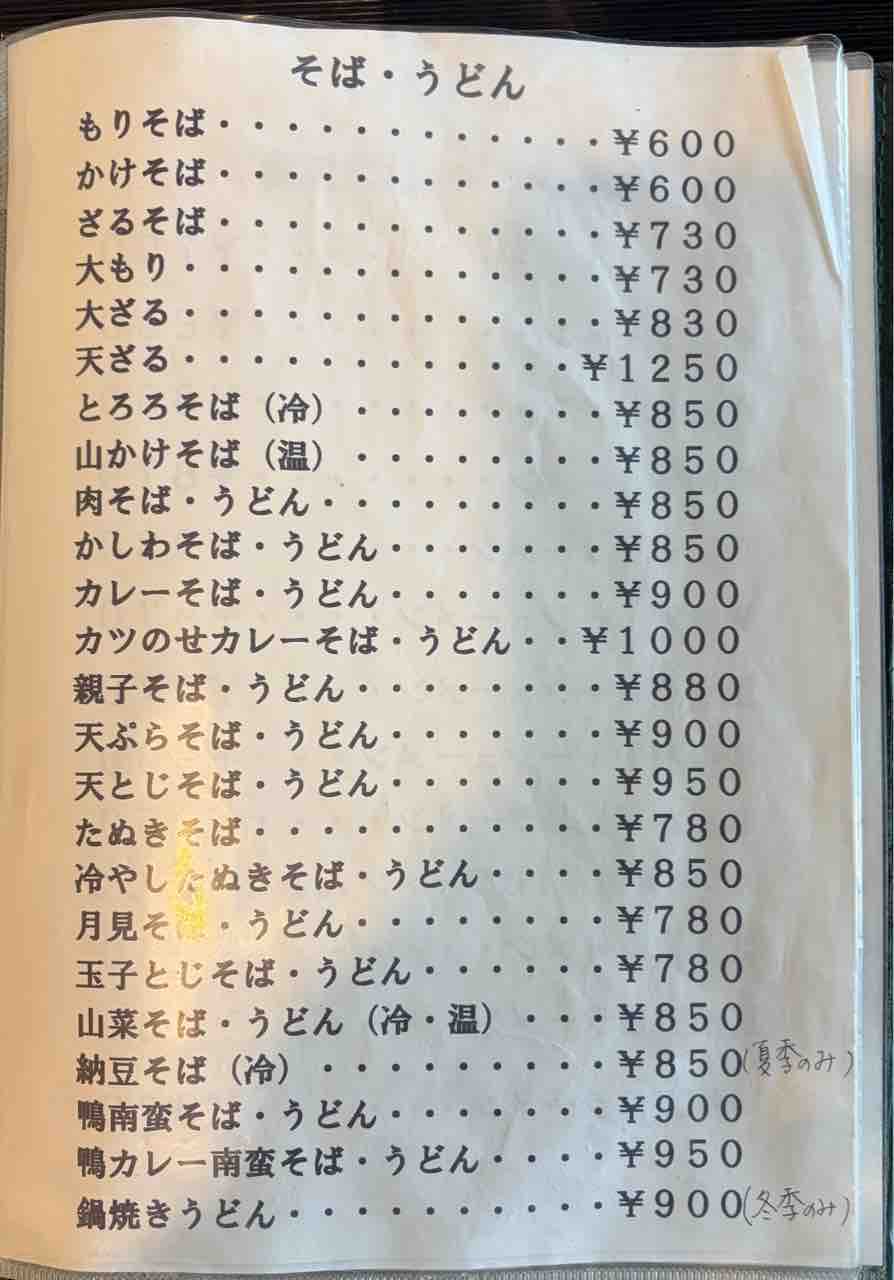 そば・うどん
もりそば・・・・・・・・・・・・¥600
かけそば・・・・・・・・・・・・¥600
ざるそば・・・・・・・・・・・・¥730
大もり・・・・・・・・・・・・・¥730
大ざる・・・・・・・・・・・・・¥830
天ざる・・・・・・・・・・・・¥1250
とろろそば（冷）・・・・・・・・¥850
山かけそば（温）・・・・・・・・¥850
肉そば・うどん・・・・・・・・・¥850
かしわそば・うどん・・・・・・・¥850
カレーそば・うどん・・・・・・・¥900
カツのせカレーそば・うどん・・¥1000
親子そば・うどん・・・・・・・・¥880
天ぷらそば・うどん・・・・・・・¥900
天とじそば・うどん・・・・・・・¥950
たぬきそば・・・・・・・・・・・¥780
冷やしたぬきそば・うどん・・・・¥850
月見そば・うどん・・・・・・・・¥780
玉子とじそば・うどん・・・・・・¥780
山菜そば・うどん（冷・温）・・・¥850
納豆そば（冷）・・・・・・・・・¥850(夏季のみ)
鴨南蛮そば・うどん・・・・・・・¥900
鴨カレー南蛮そば・うどん・・・・¥950
鍋焼きうどん・・・・・・・・・・¥900(冬季のみ)